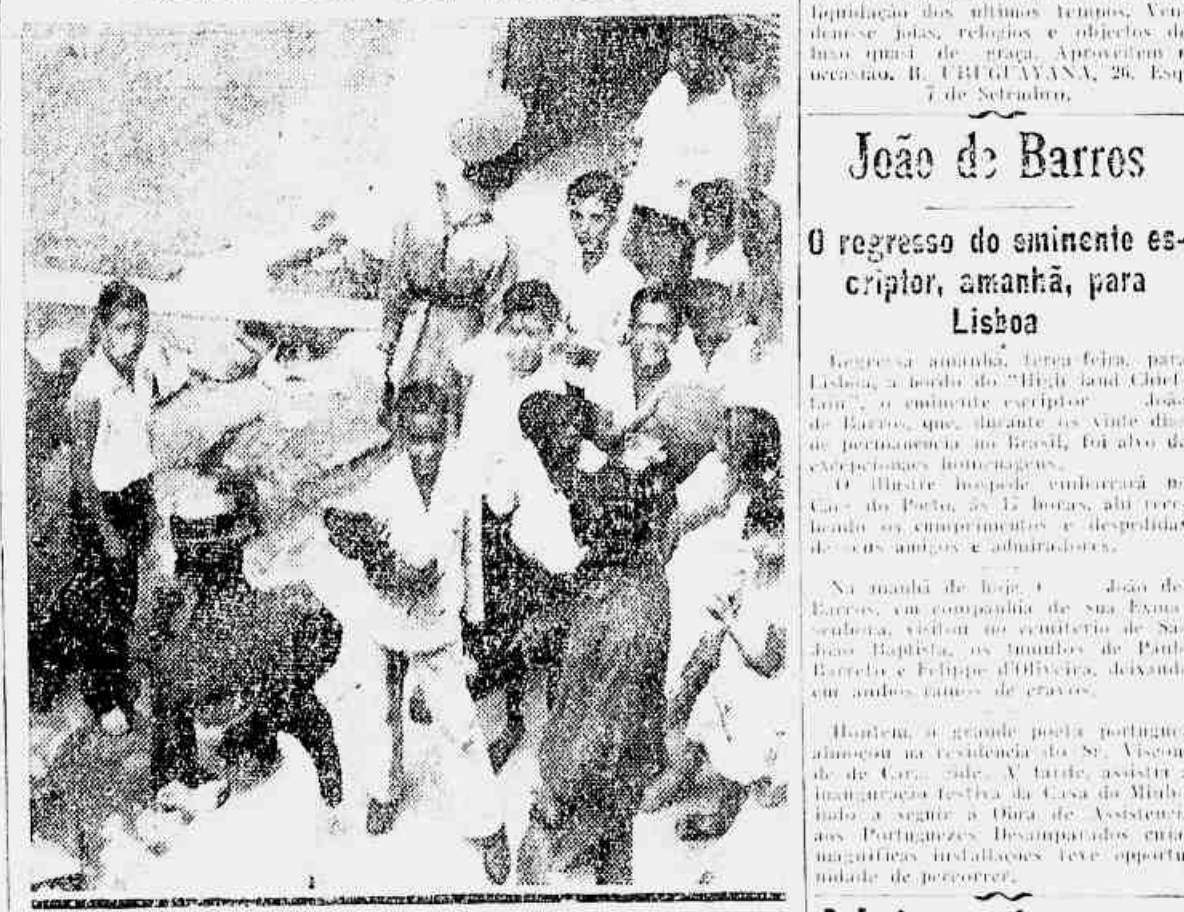 liquidação dos ultimos tempos. Ven-
dem-se joias, relogios e objectos de
luxo quasi de graça. Aproveitem a
occasião. R. URUGUAYANA, 26. Esq.
7 de Setembro.
João de Barros
O regresso do eminente es-
criptor, amanhã, para
Lisboa
Regressa amanhã, terça-feira, para
Lisboa, a bordo do "High land Chief-
tain", o eminente escriptor João
de Barros, que, durante os vinte dias
de permanencia no Brasil, foi alvo de
excepcionaes homenagens.
O illustre hospede embarcará no
Cáes do Porto, ás horas, ahi rece-
bendo os cumprimentos e despedidas
de seus amigos e admiradores.
Na manhã de hoje, João de
Barros, em companhia de sua Exma.
senhora, visitou no cemiterio de São
João Baptista, os tumulos de Paulo
Barreto e Felippe d'Oliveira, deixando
em ambos ramos de cravos.
Hontem, o grande poeta portuguez
almoçou na residencia do Sr. Viscon-
de de A' tarde, assistiu a
inauguração festiva da Casa do Minho
indo a seguir á Obra de Assistencia
aos Portuguezes Desamparados cujas
magnificas installações teve opportu-
nidade de percorrer.